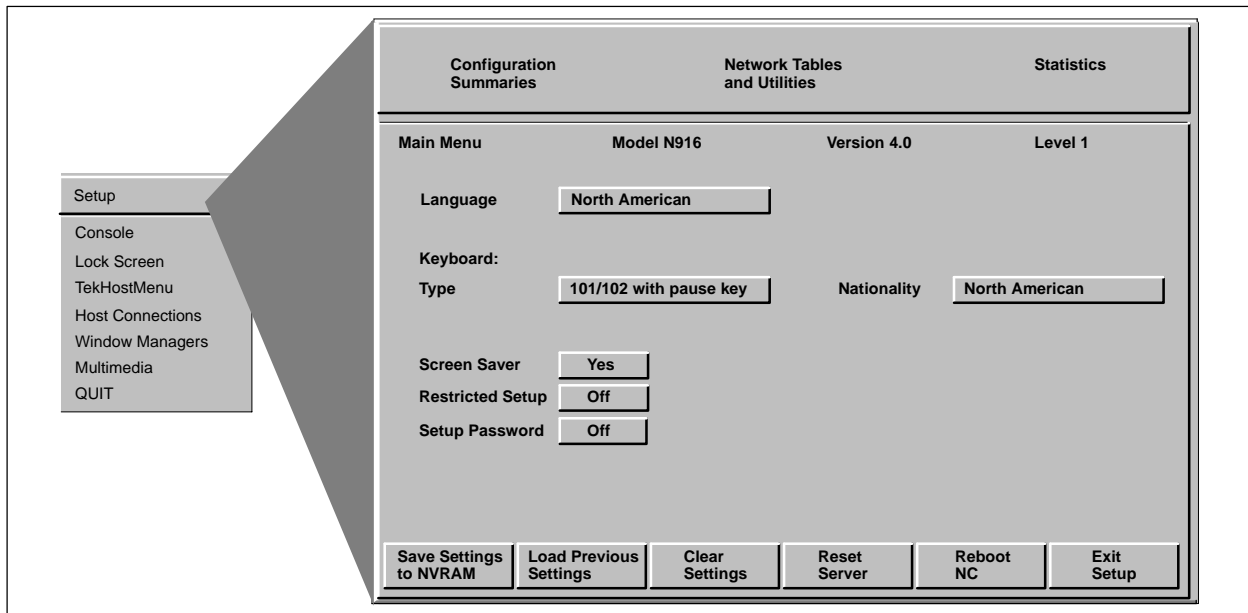 Setup
Console
Lock Screen
TekHostMenu
Host Connections
Window Managers
Multimedia
QUIT
Configuration
Summaries
Network Tables
and Utilities
Statistics
Main Menu Model N916 Version 4.0 Level 1
Language North American
Keyboard:
Type 101/102 with pause key Nationality North American
Screen Saver Yes
Restricted Setup Off
Setup Password Off
Save Settings
to NVRAM
Load Previous
Settings
Clear
Settings
Reset
Server
Reboot
NC
Exit
Setup